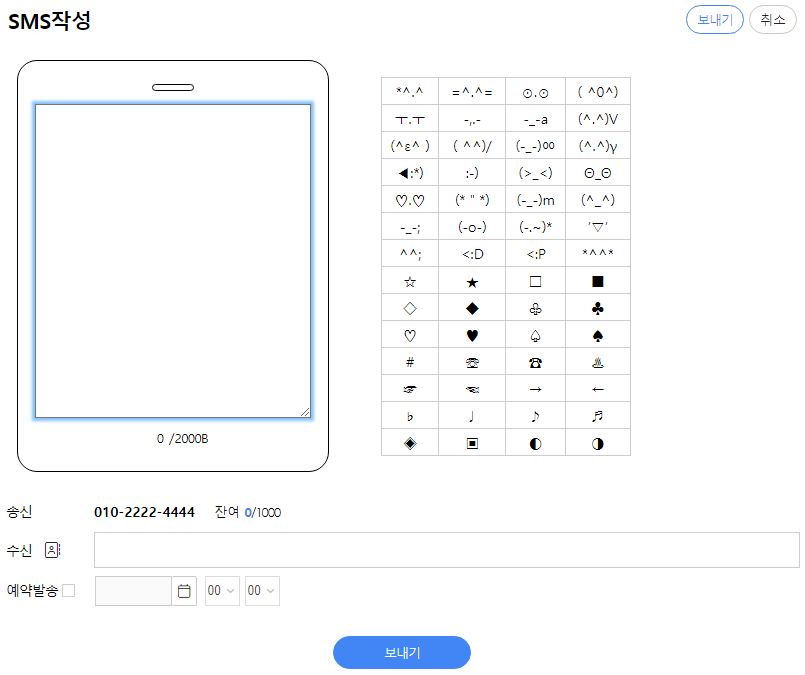 SMS작성
보내기 취소
*^.^ =^.^= ⊙.⊙ ( ^0^)
ㅜ.ㅜ -,.- -_-a (^.^)V
(^ε^ ) ( ^^)/ (-_-)oo (^.^)γ
◀:*) :-) (>_<) Θ_Θ
♡.♡ (* " *) (-_-)m (^_^)
-_-; (-o-) (-.~)* '▽'
^^; <:D <:P *^^*
☆ ★ □ ■
◇ ◆ ♧ ♣
♡ ♥ ♤ ♠
# ☏ ☎ ♨
☞ ☜ → ←
♭ ♩ ♪ ♬
◈ ▣ ◐ ◑
0 /2000B
송신 010-2222-4444 잔여 0/1000
수신
예약발송 00 00
보내기